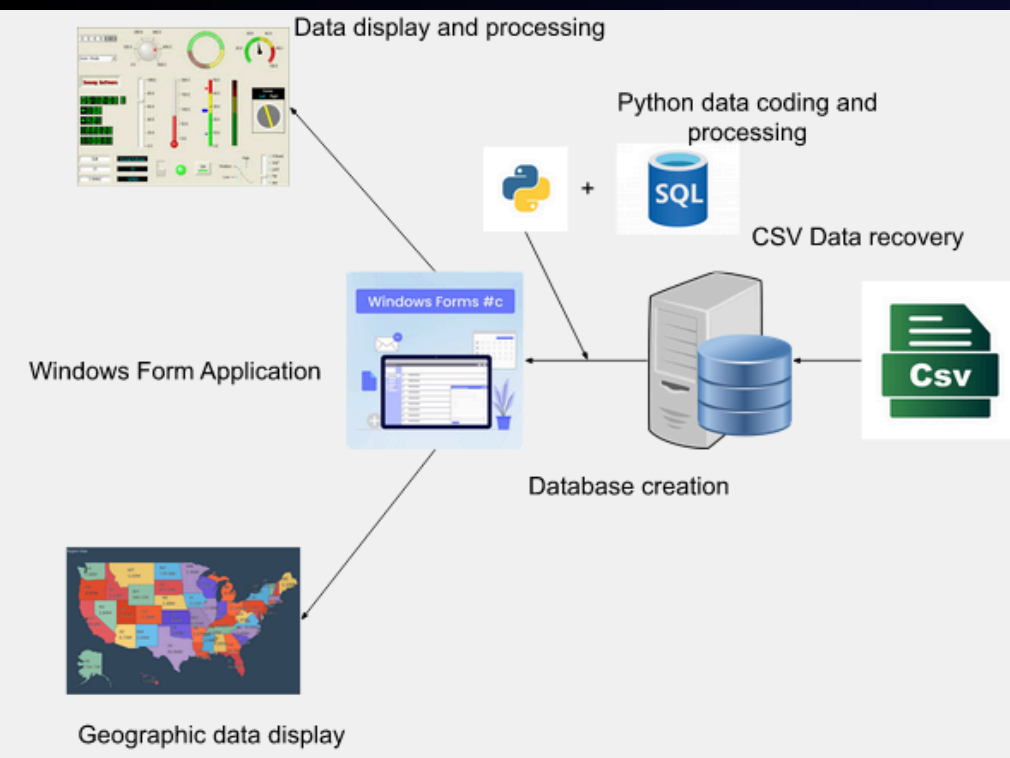 Data display and processing
Python data coding and
processing
+
SQL
CSV Data recovery
Windows Forms #c
Windows Form Application
Csv
Database creation
Geographic data display